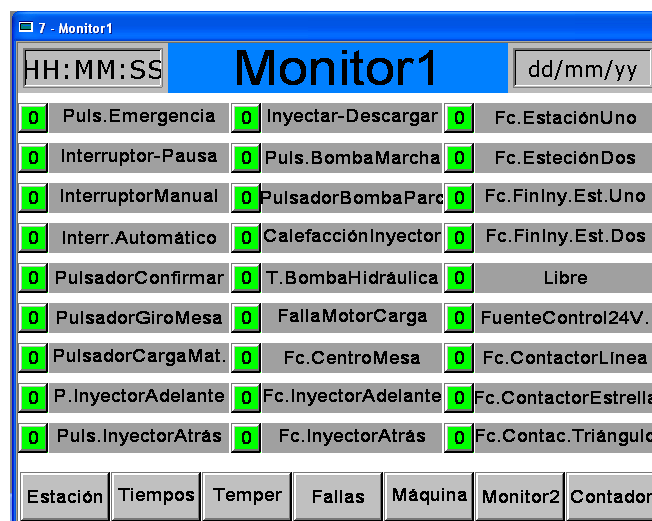 7 - Monitor1
HH:MM:SS Monitor1 dd/mm/yy
0 Puls.Emergencia 0 Inyectar-Descargar 0 Fc.EstaciónUno
0 Interruptor-Pausa 0 Puls.BombaMarcha 0 Fc.EsteciónDos
0 InterruptorManual 0 PulsadorBombaParo 0 Fc.FinIny.Est.Uno
0 Interr.Automático 0 CalefacciónInyector 0 Fc.FinIny.Est.Dos
0 PulsadorConfirmar 0 T.BombaHidráulica 0 Libre
0 PulsadorGiroMesa 0 FallaMotorCarga 0 FuenteControl24V.
0 PulsadorCargaMat. 0 Fc.CentroMesa 0 Fc.ContactorLínea
0 P.InyectorAdelante 0 Fc.InyectorAdelante 0 Fc.ContactorEstrella
0 Puls.InyectorAtrás 0 Fc.InyectorAtrás 0 Fc.Contac.Triángulo
Estación Tiempos Temper Fallas Máquina Monitor2 Contador